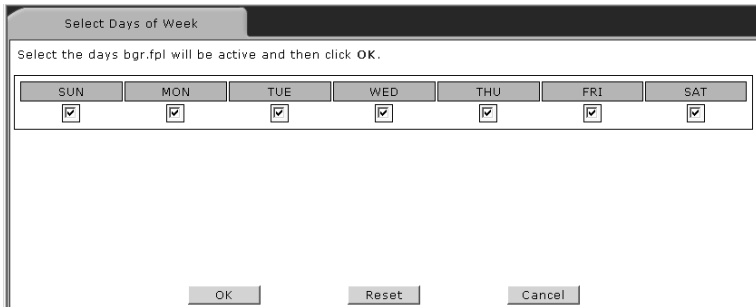 Select Days of Week
Select the days bgr.fpl will be active and then click OK.
SUN MON TUE WED THU FRI SAT
OK Reset Cancel